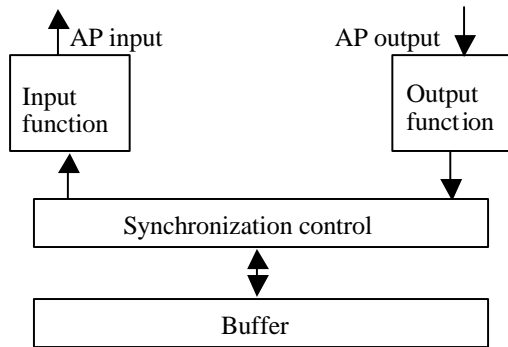 AP input
AP output
Input
function
Output
function
Synchronization control
Buffer